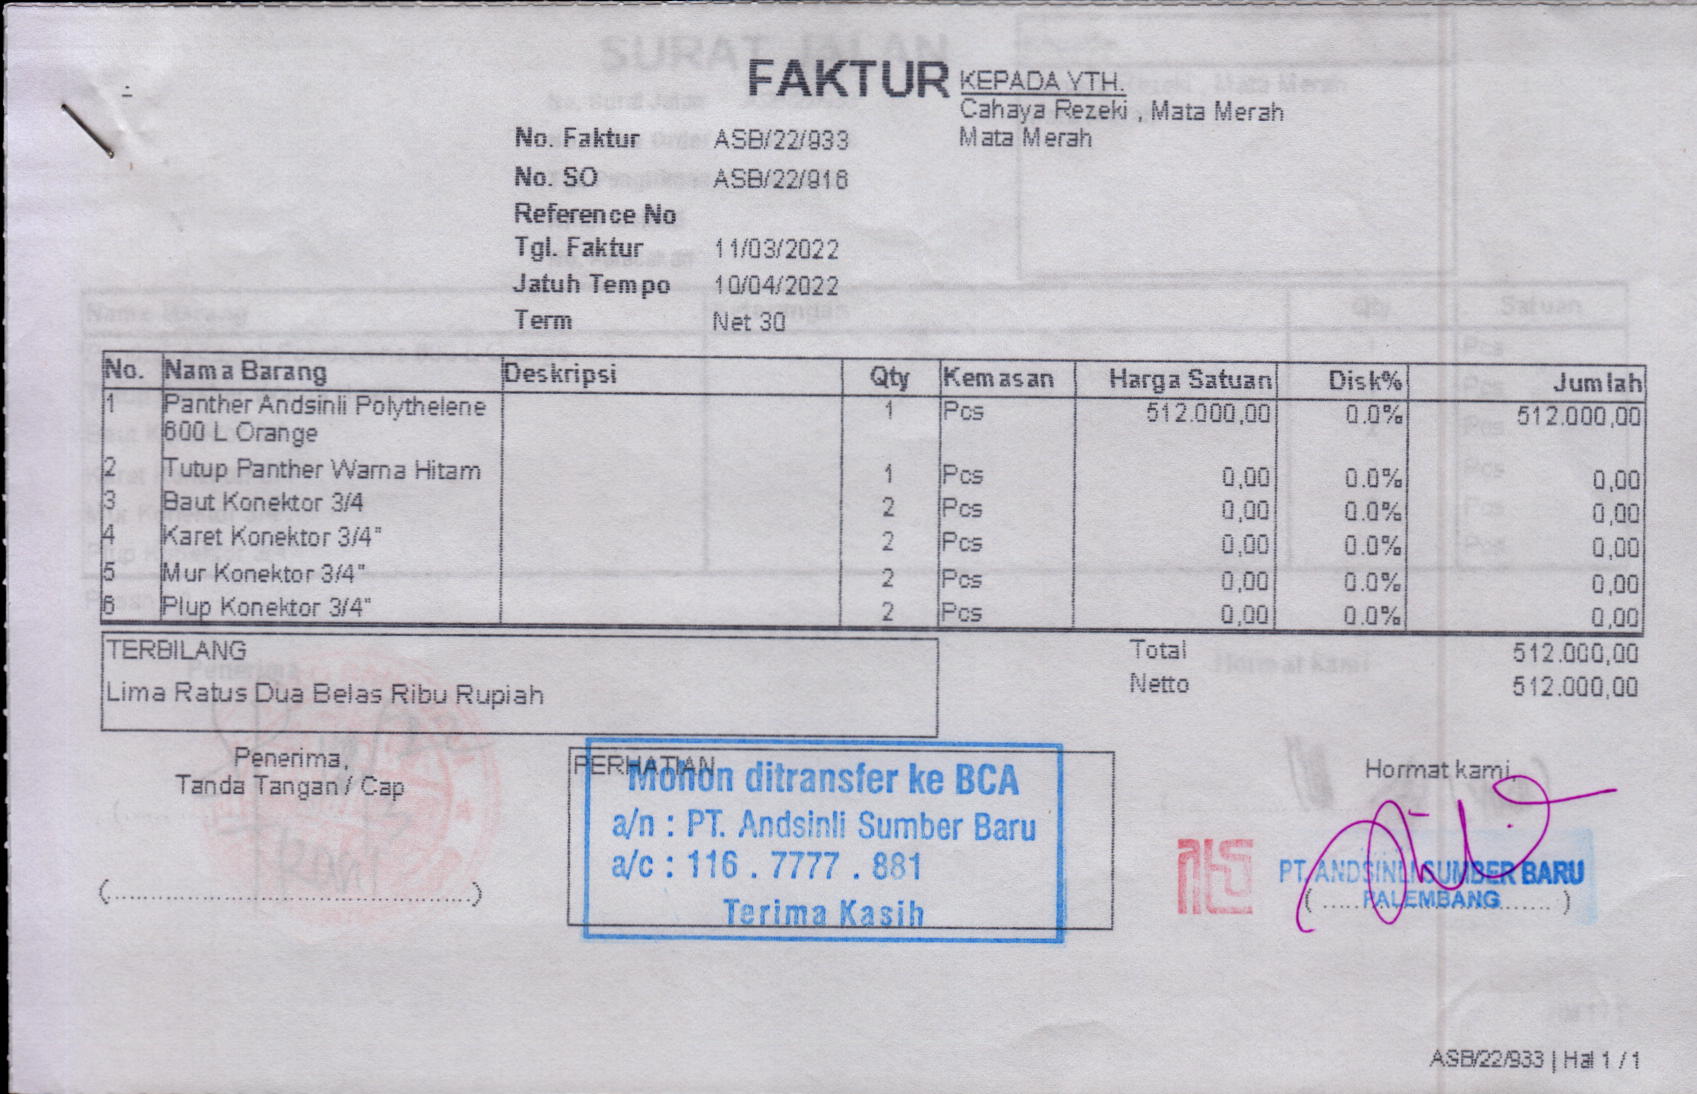 FAKTUR
KEPADA YTH.
Cahaya Rezeki , Mata Merah
Mata Merah
No. Faktur ASB/22/933
No. SO ASB/22/916
Reference No
Tgl. Faktur 11/03/2022
Jatuh Tempo 10/04/2022
Term Net 30
No. Nama Barang Deskripsi Qty Kemasan Harga Satuan Disk% Jumlah
1 Panther Andsinli Polythelene 1 Pcs 512.000,00 0.0% 512.000,00
600 L Orange
2 Tutup Panther Warna Hitam 1 Pcs 0,00 0.0% 0,00
3 Baut Konektor 3/4 2 Pcs 0,00 0.0% 0,00
4 Karet Konektor 3/4" 2 Pcs 0,00 0.0% 0,00
5 Mur Konektor 3/4" 2 Pcs 0,00 0.0% 0,00
6 Plup Konektor 3/4" 2 Pcs 0,00 0.0% 0,00
TERBILANG
Lima Ratus Dua Belas Ribu Rupiah
Total 512.000,00
Netto 512.000,00
Penerima,
Tanda Tangan / Cap
(..............................................)
PERHATIAN
Mohon ditransfer ke BCA
a/n : PT. Andsinli Sumber Baru
a/c : 116 . 7777 . 881
Terima Kasih
Hormat kami,
PT. ANDSINLI SUMBER BARU
PALEMBANG
ASB/22/933 | Hal 1 / 1
SURAT JALAN
Nama Barang Qty Satuan
Penerima Hormat kami